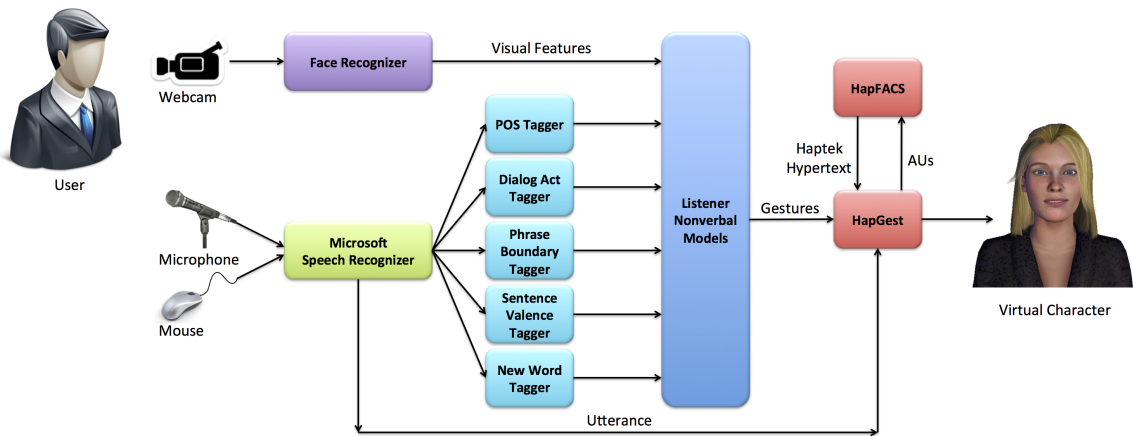 User
Webcam
Face Recognizer
Visual Features
Microphone
Mouse
Microsoft
Speech Recognizer
POS Tagger
Dialog Act
Tagger
Phrase
Boundary
Tagger
Sentence
Valence
Tagger
New Word
Tagger
Listener
Nonverbal
Models
Gestures
HapFACS
Haptek
Hypertext
AUs
HapGest
Virtual Character
Utterance